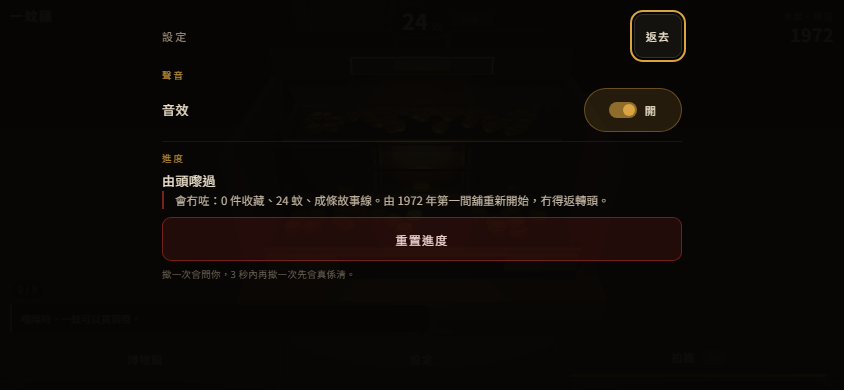 24
1972
設定
返去
聲音
音效
開
進度
由頭嚟過
會冇咗：0 件收藏、24 蚊、成條故事線。由 1972 年第一間舖重新開始，冇得返轉頭。
重置進度
撳一次會問你，3 秒內再撳一次先會真係清。